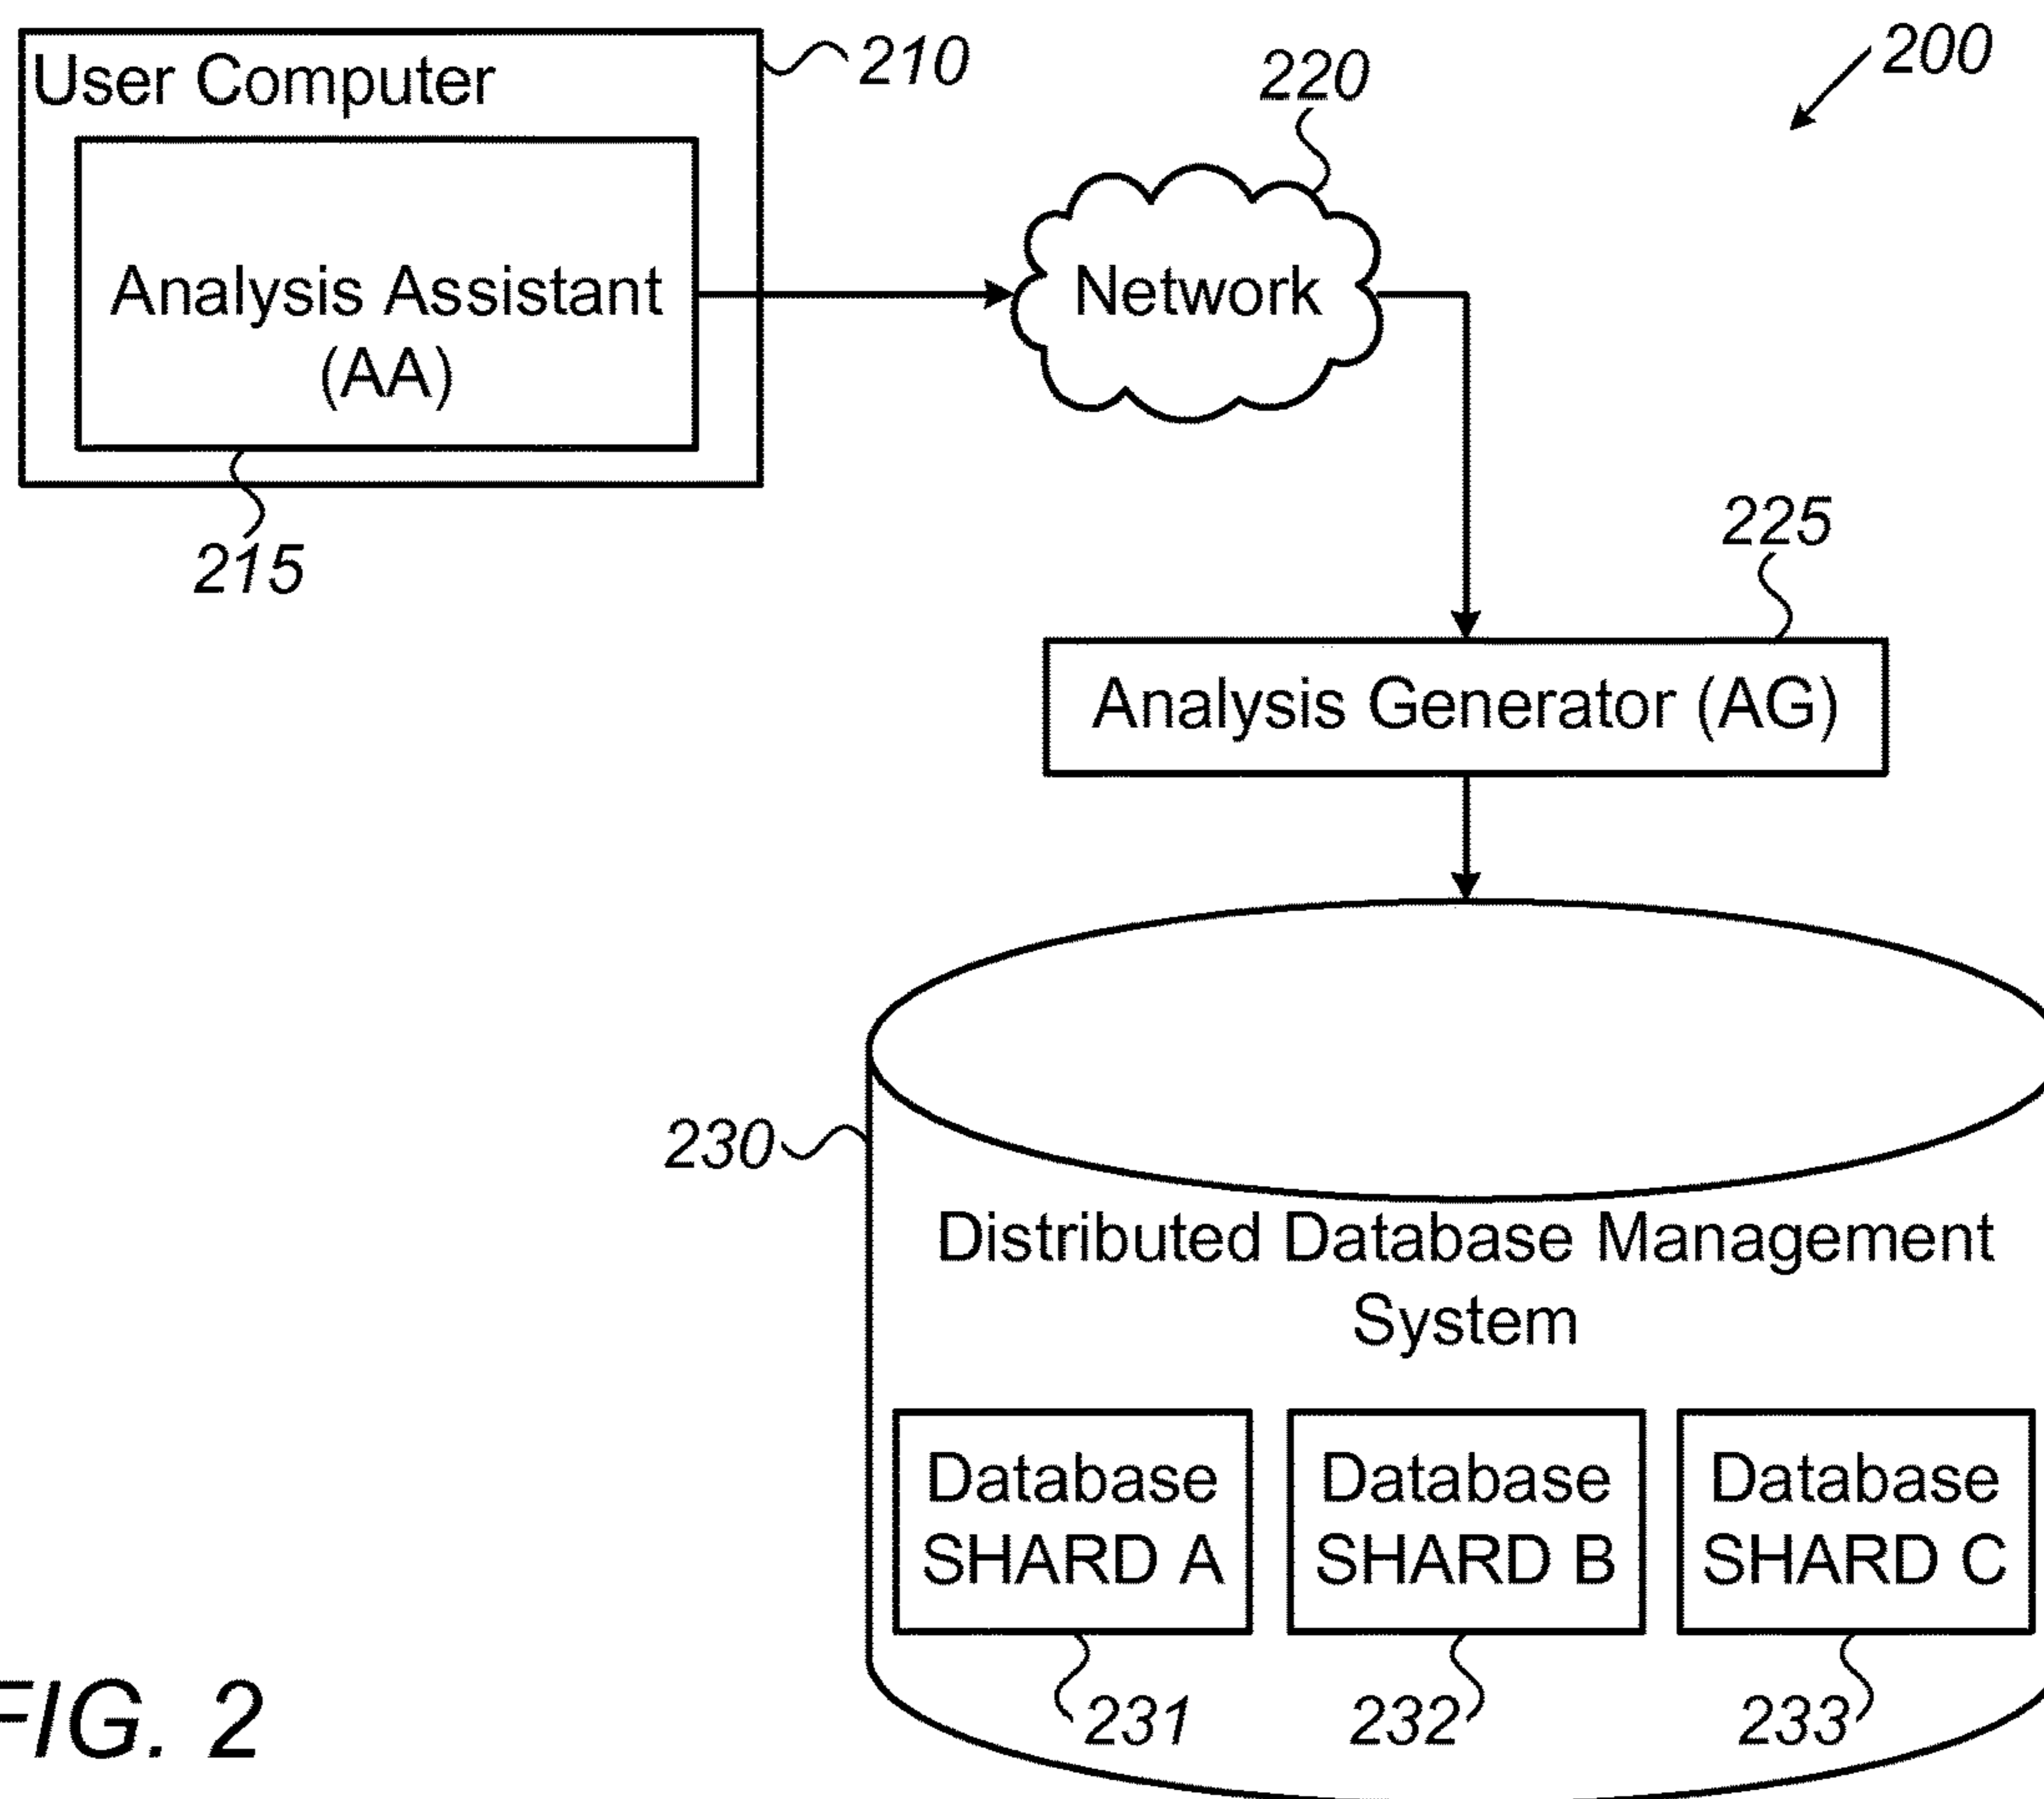 User Computer
210
220
200
Analysis Assistant
(AA)
Network
215
225
Analysis Generator (AG)
230
Distributed Database Management
System
Database
SHARD A
Database
SHARD B
Database
SHARD C
231
232
233
FIG. 2